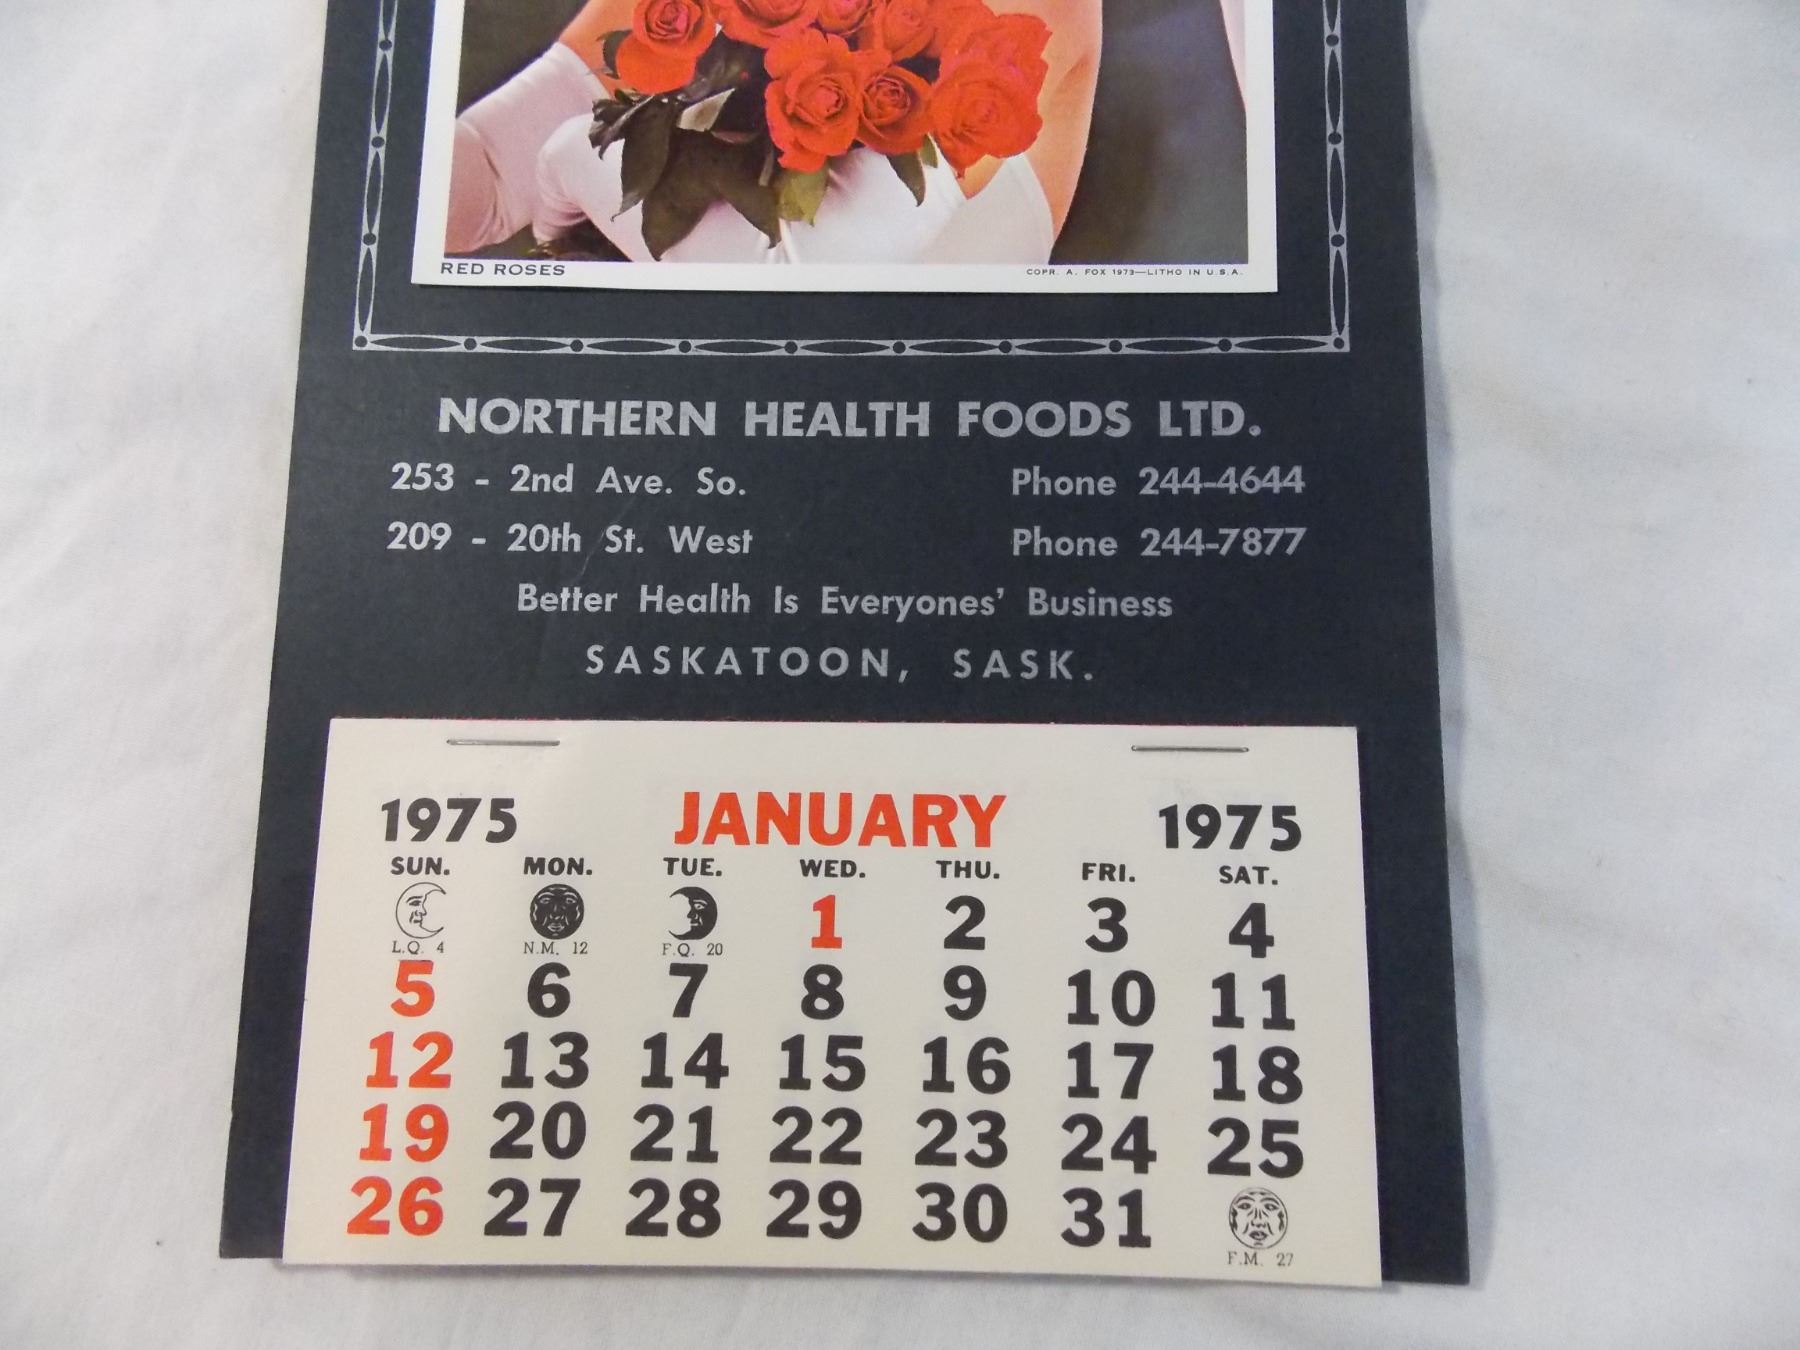 RED ROSES COPR. A. FOX 1973—LITHO IN U.S.A.
NORTHERN HEALTH FOODS LTD.
253 - 2nd Ave. So. Phone 244-4644
209 - 20th St. West Phone 244-7877
Better Health Is Everyones' Business
SASKATOON, SASK.
1975 JANUARY 1975
SUN. MON. TUE. WED. THU. FRI. SAT.
L.Q. 4 N.M. 12 F.Q. 20 1 2 3 4
5 6 7 8 9 10 11
12 13 14 15 16 17 18
19 20 21 22 23 24 25
26 27 28 29 30 31 F.M. 27